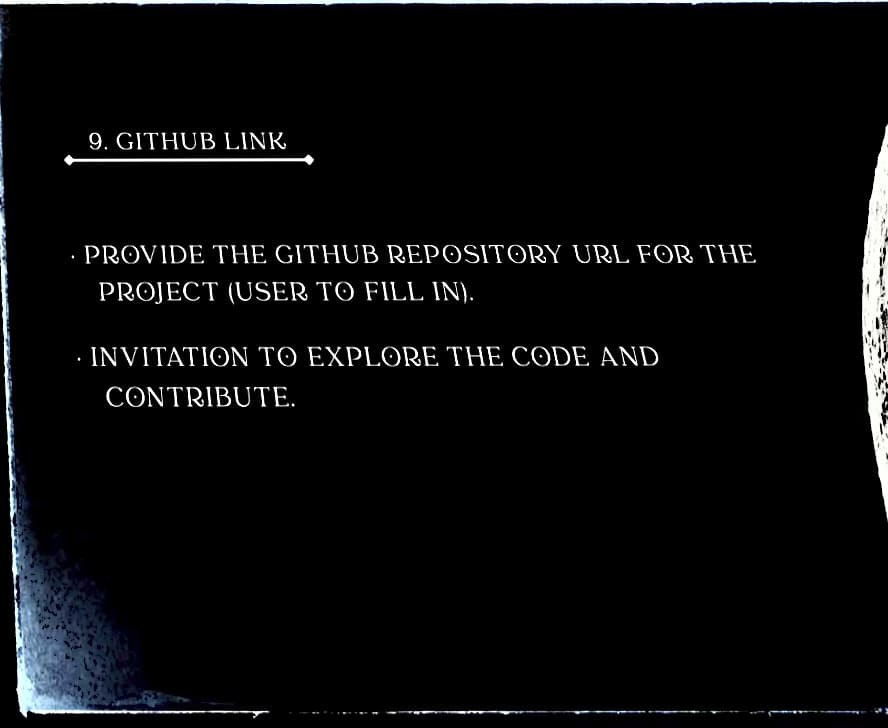 9. GITHUB LINK
· PROVIDE THE GITHUB REPOSITORY URL FOR THE
PROJECT (USER TO FILL IN).
· INVITATION TO EXPLORE THE CODE AND
CONTRIBUTE.